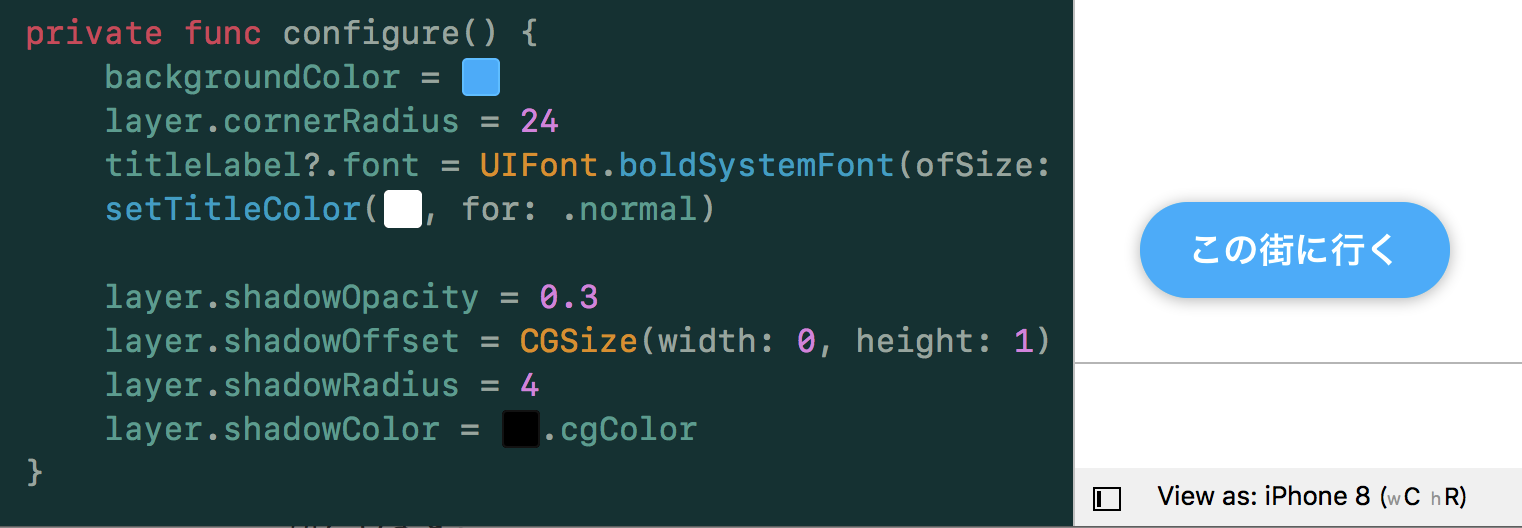 private func configure() {
backgroundColor =
layer.cornerRadius = 24
titleLabel?.font = UIFont.boldSystemFont(ofSize:
setTitleColor( , for: .normal)
layer.shadowOpacity = 0.3
layer.shadowOffset = CGSize(width: 0, height: 1)
layer.shadowRadius = 4
layer.shadowColor = .cgColor
}
この街に行く
View as: iPhone 8 (wC hR)